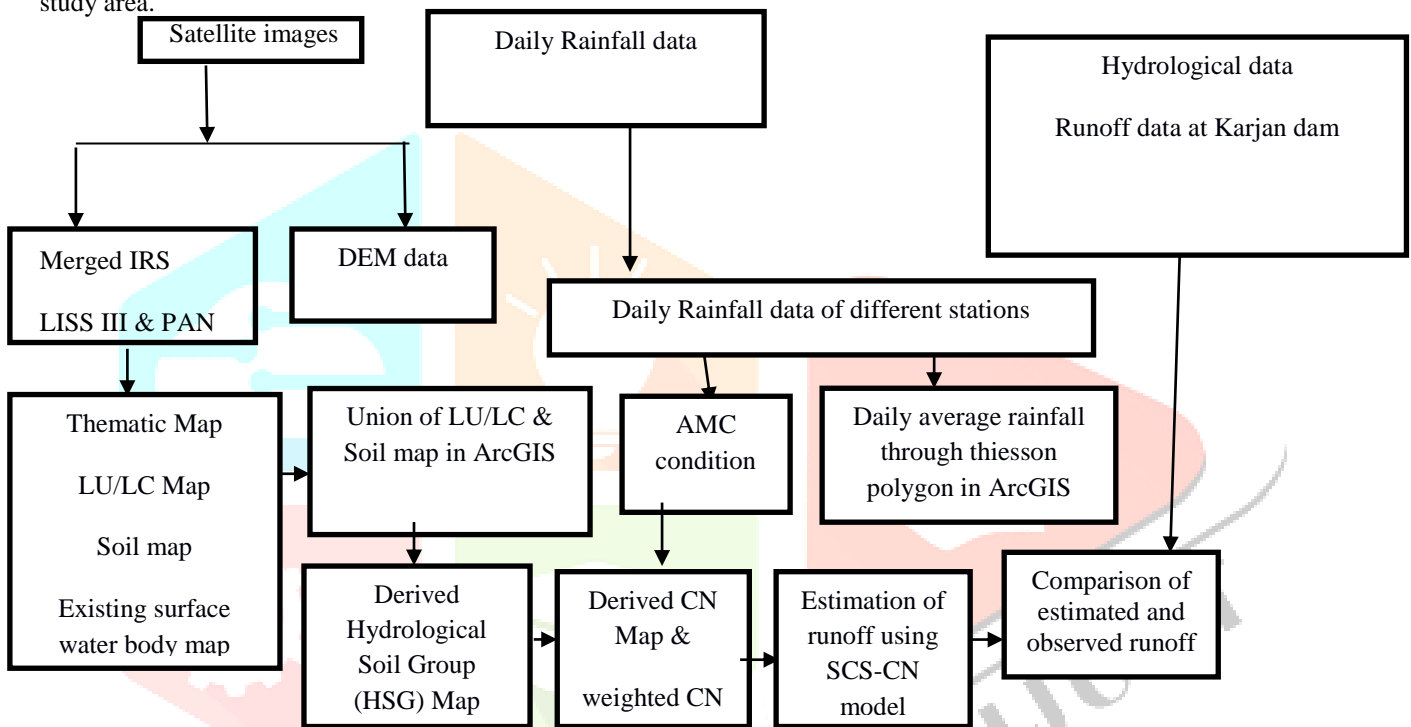 study area.
Satellite images
Daily Rainfall data
Hydrological data
Runoff data at Karjan dam
Merged IRS
LISS III & PAN
DEM data
Daily Rainfall data of different stations
Thematic Map
LU/LC Map
Soil map
Existing surface
water body map
Union of LU/LC &
Soil map in ArcGIS
AMC
condition
Daily average rainfall
through thiesson
polygon in ArcGIS
Derived
Hydrological
Soil Group
(HSG) Map
Derived CN
Map &
weighted CN
Estimation of
runoff using
SCS-CN
model
Comparison of
estimated and
observed runoff